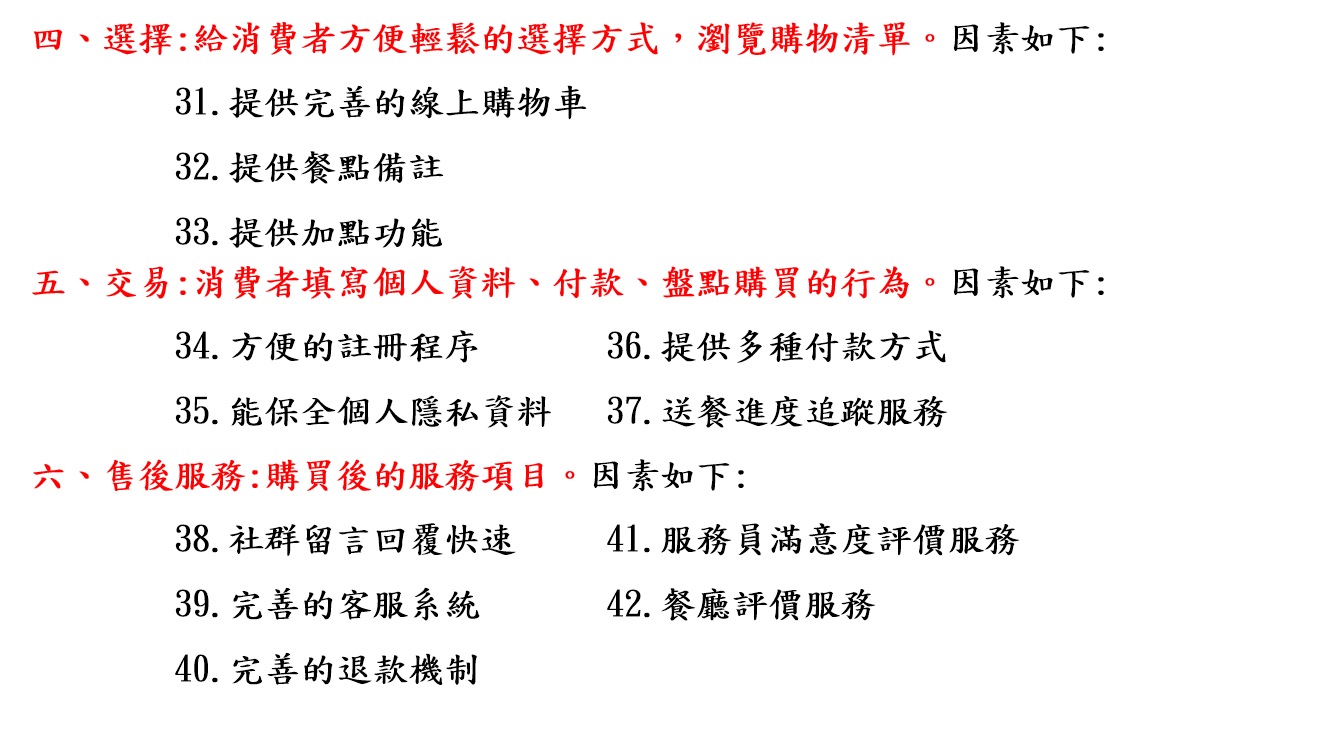 四、選擇:給消費者方便輕鬆的選擇方式，瀏覽購物清單。因素如下:
31.提供完善的線上購物車
32.提供餐點備註
33.提供加點功能
五、交易:消費者填寫個人資料、付款、盤點購買的行為。因素如下:
34.方便的註冊程序 36.提供多種付款方式
35.能保全個人隱私資料 37.送餐進度追蹤服務
六、售後服務:購買後的服務項目。因素如下:
38.社群留言回覆快速 41.服務員滿意度評價服務
39.完善的客服系統 42.餐廳評價服務
40.完善的退款機制